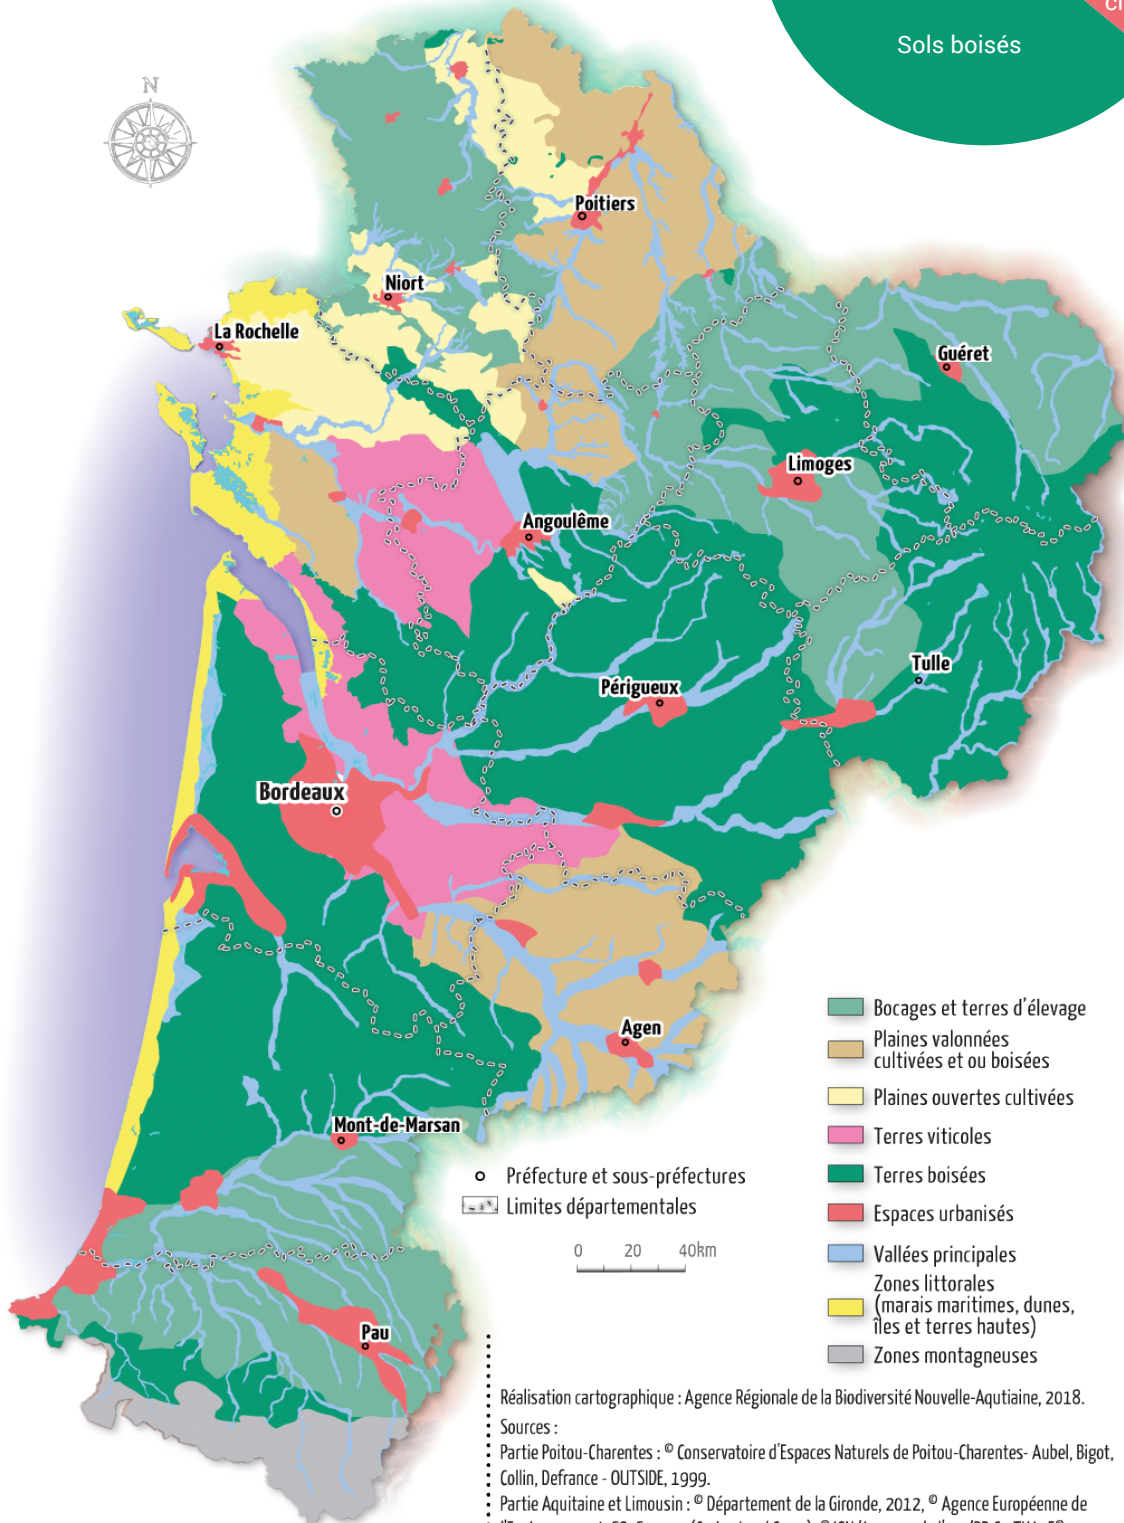 ci
Sols boisés
N
Poitiers
Niort
La Rochelle
Guéret
Limoges
Angoulême
Tulle
Périgueux
Bordeaux
Agen
Mont-de-Marsan
Pau
Bocages et terres d'élevage
Plaines valonnées
cultivées et ou boisées
Plaines ouvertes cultivées
Terres viticoles
Terres boisées
Espaces urbanisés
Vallées principales
Zones littorales
(marais maritimes, dunes,
îles et terres hautes)
Zones montagneuses
Préfecture et sous-préfectures
Limites départementales
0 20 40km
Réalisation cartographique : Agence Régionale de la Biodiversité Nouvelle-Aqutiaine, 2018.
Sources :
Partie Poitou-Charentes : © Conservatoire d'Espaces Naturels de Poitou-Charentes- Aubel, Bigot,
Collin, Defrance - OUTSIDE, 1999.
Partie Aquitaine et Limousin : © Département de la Gironde, 2012, © Agence Européenne de